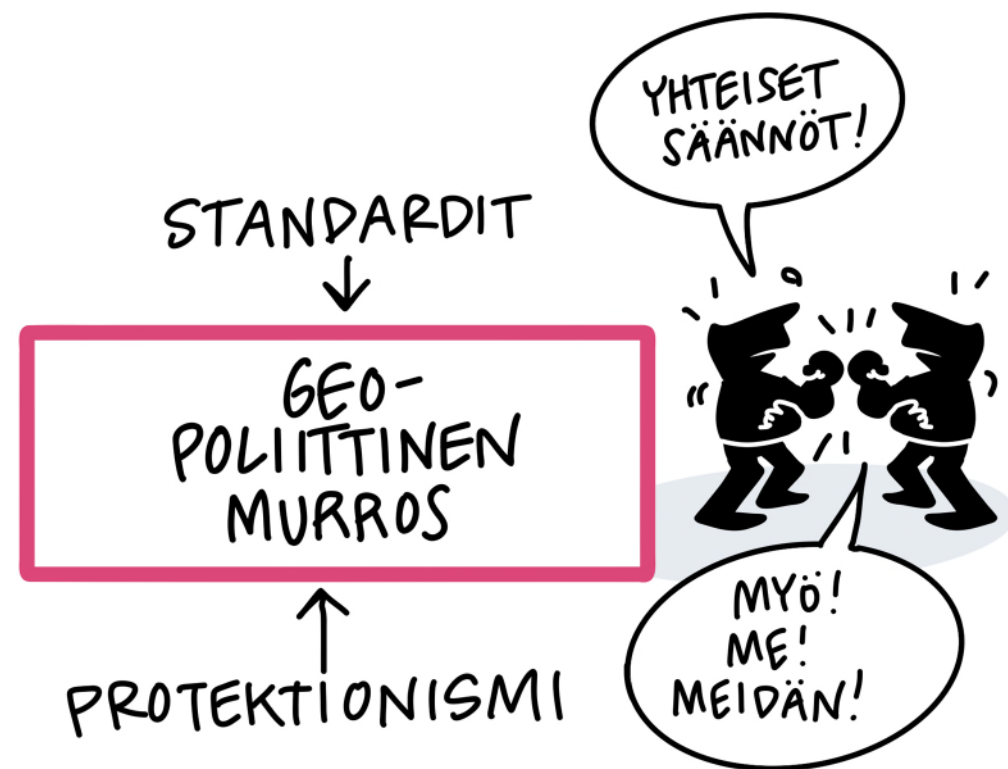 YHTEISET
SÄÄNNÖT!
STANDARDIT
GEO-
POLIITTINEN
MURROS
MYÖ!
ME!
MEIDÄN!
PROTEKTIONISMI